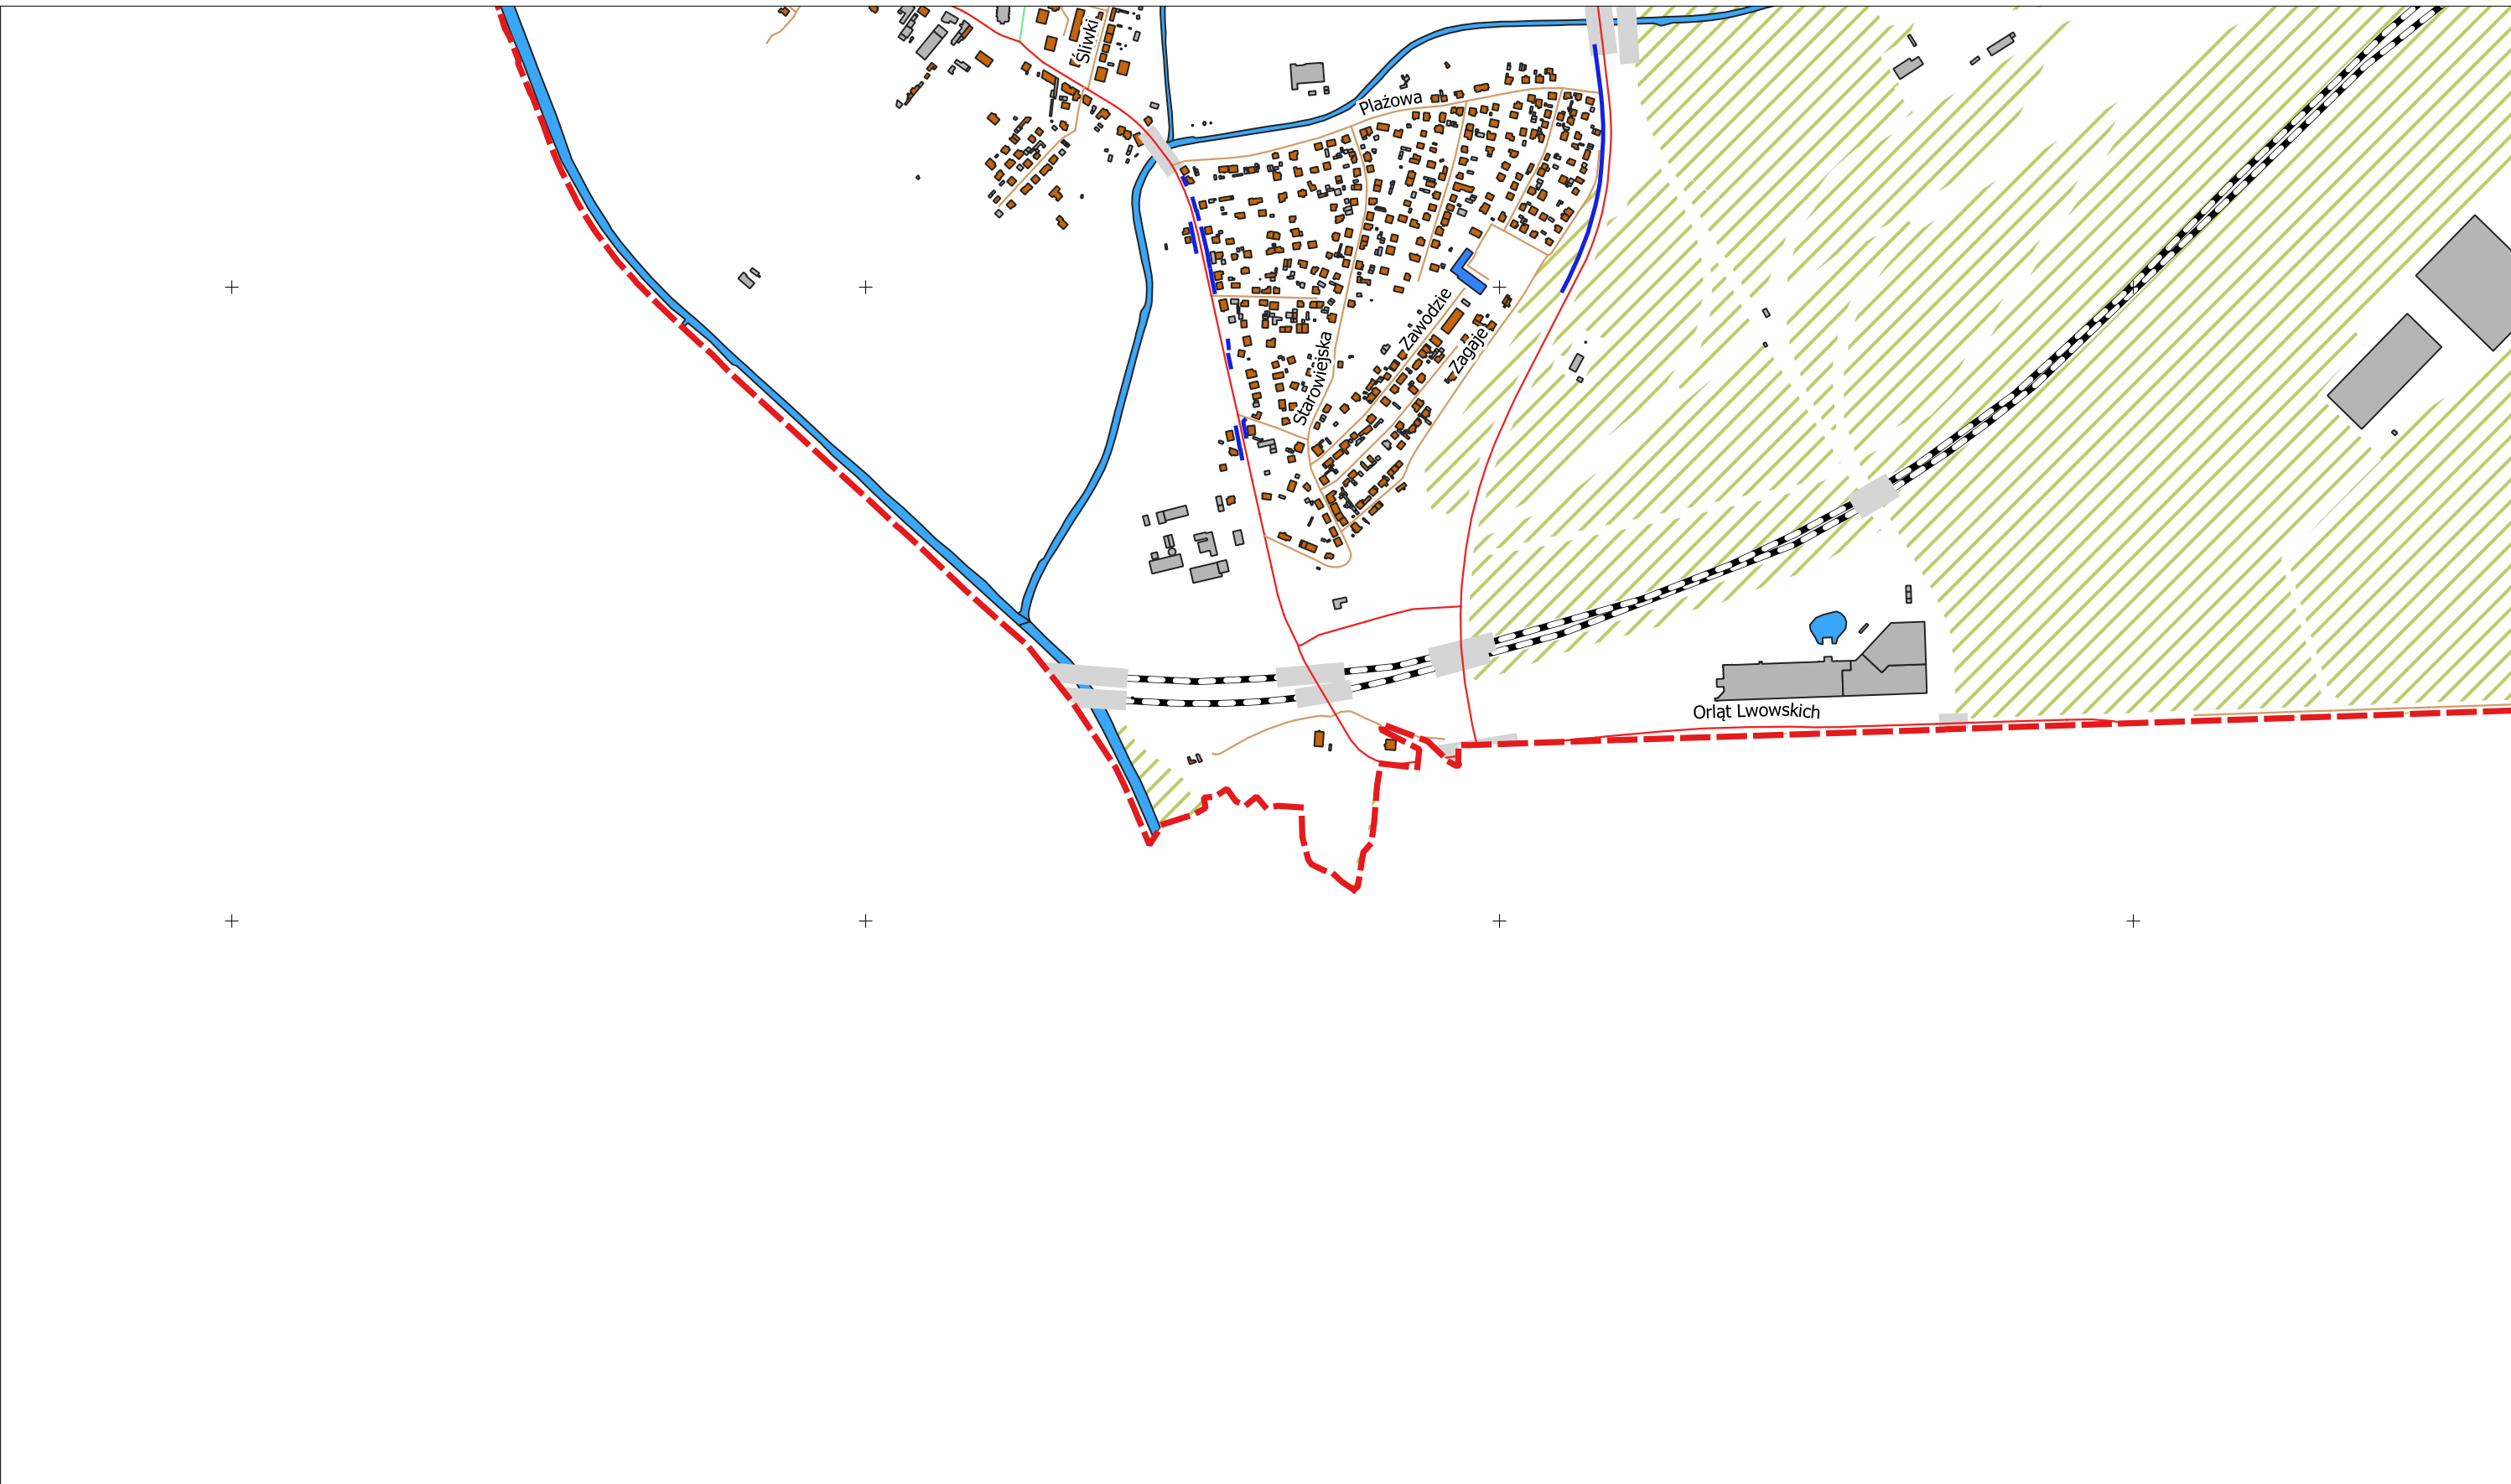 Śliwki
Plażowa
Zawodzie
Zagaje
Starowiejska
Orląt Lwowskich